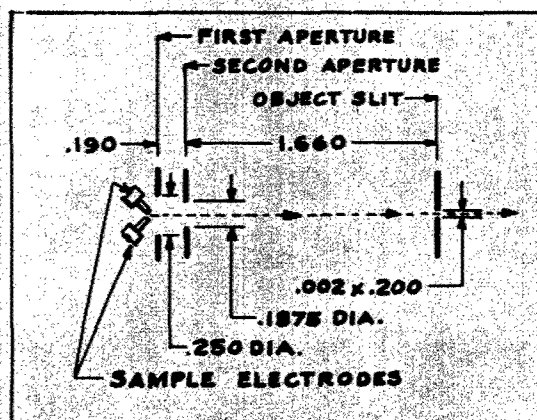 FIRST APERTURE
SECOND APERTURE
OBJECT SLIT
.190
1.660
.002 x .200
.1875 DIA.
.250 DIA.
SAMPLE ELECTRODES